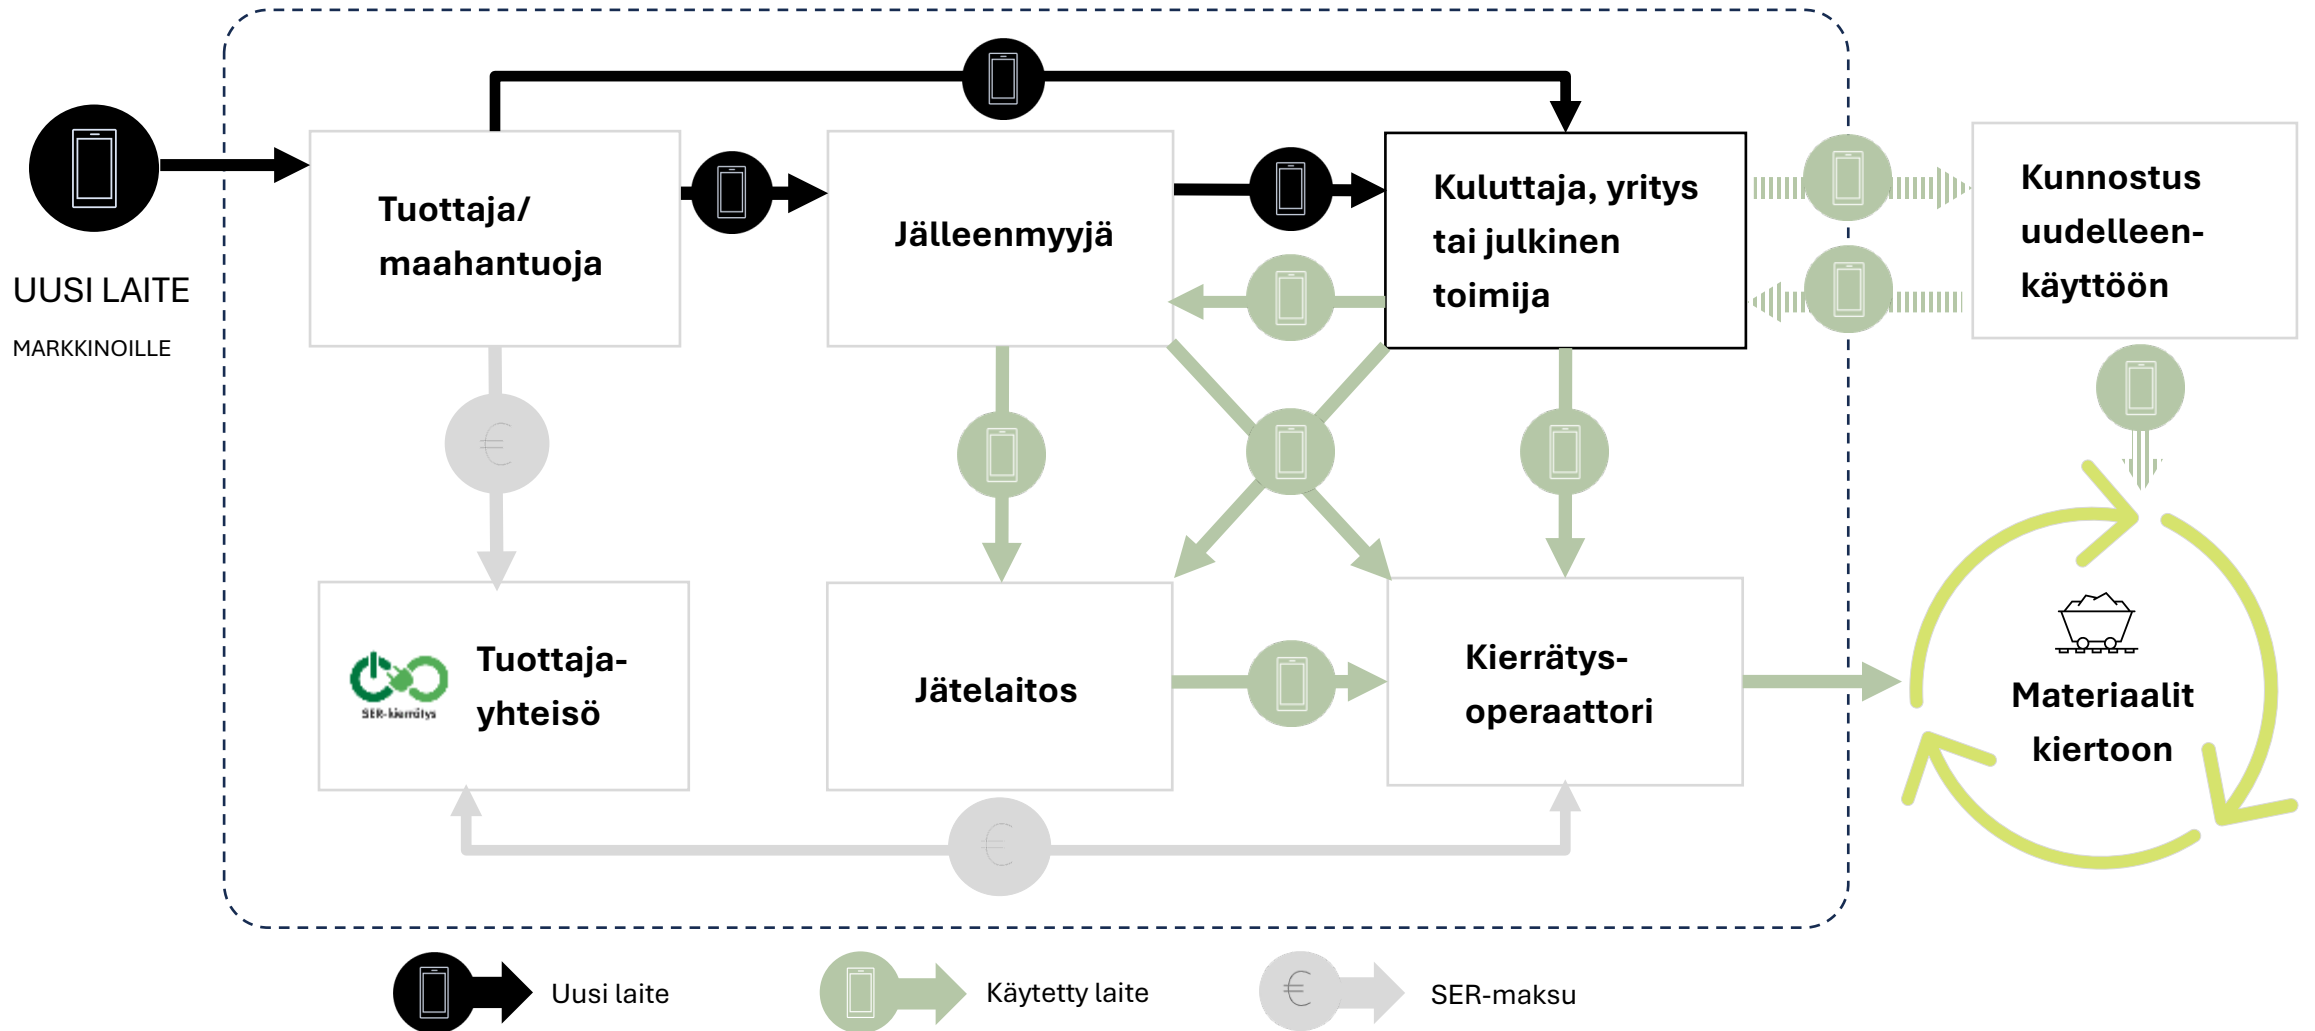 UUSI LAITE
MARKKINOILLE
Tuottaja/
maahantuoja
Jälleenmyyjä
Kuluttaja, yritys
tai julkinen
toimija
Kunnostus
uudelleen-
käyttöön
€
SER-kierrätys
Tuottaja-
yhteisö
Jätelaitos
Kierrätys-
operaattori
Materiaalit
kiertoon
€
Uusi laite
Käytetty laite
€
SER-maksu